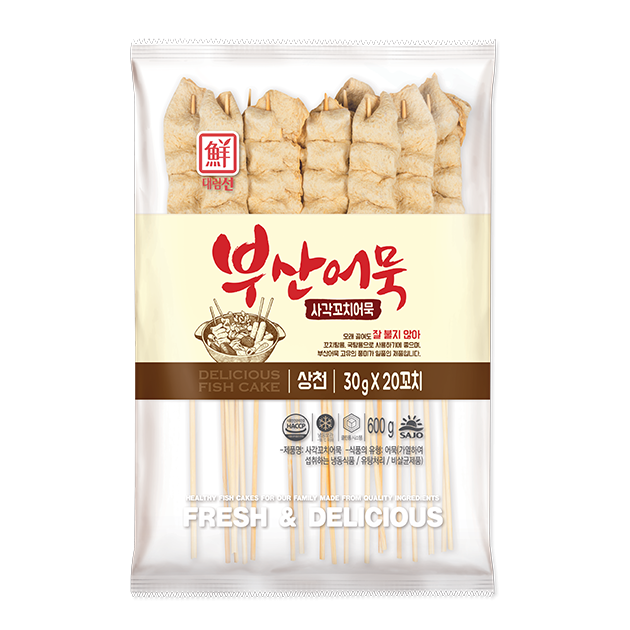 鮮
대림선
부산어묵
사각꼬치어묵
오래 끓여도 잘 불지 않아
꼬치탕용, 국탕용으로 사용하기에 좋으며,
부산어묵 고유의 풍미가 일품인 제품입니다.
DELICIOUS
FISH CAKE
상천
30g X 20꼬치
HACCP
600 g
SAJO
-제품명: 사각꼬치어묵 -식품의 유형: 어묵(가열하여
섭취하는 냉동식품 / 유탕처리 / 비살균제품)
HEALTHY FISH CAKES FOR OUR FAMILY MADE FROM QUALITY INGREDIENTS
FRESH & DELICIOUS